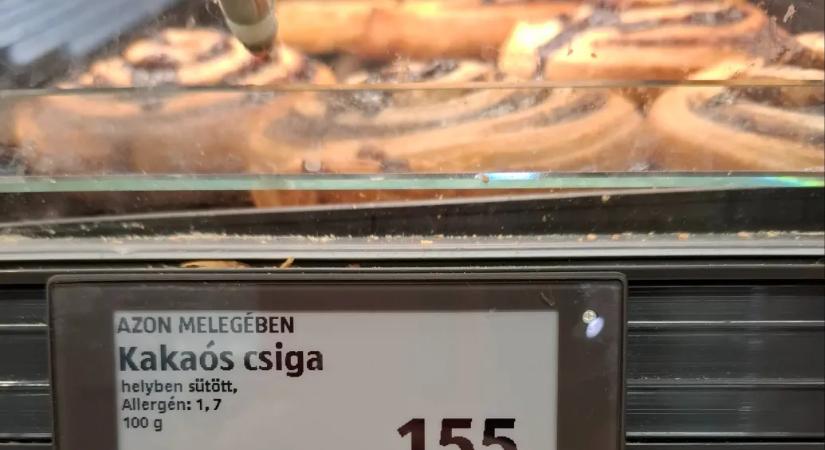 AZON MELEGÉBEN
Kakaós csiga
helyben sütött,
Allergén: 1, 7
100 g
155